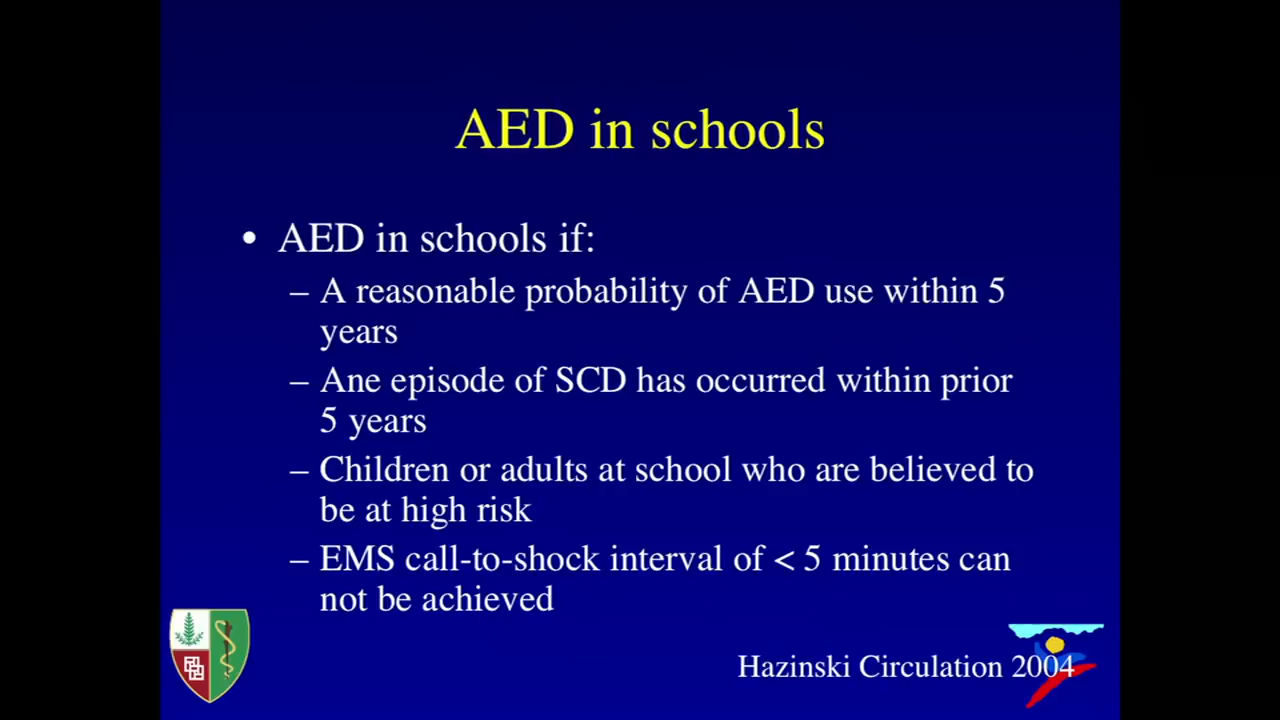 AED in schools
• AED in schools if:
– A reasonable probability of AED use within 5
years
– Ane episode of SCD has occurred within prior
5 years
– Children or adults at school who are believed to
be at high risk
– EMS call-to-shock interval of < 5 minutes can
not be achieved
Hazinski Circulation 2004